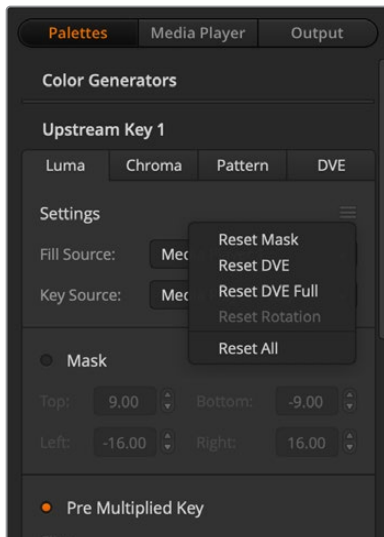 Palettes Media Player Output
Color Generators
Upstream Key 1
Luma Chroma Pattern DVE
Settings
Reset Mask
Fill Source:
Reset DVE
Reset DVE Full
Key Source:
Reset Rotation
Reset All
Mask
Top: 9.00 Bottom: -9.00
Left: -16.00 Right: 16.00
Pre Multiplied Key